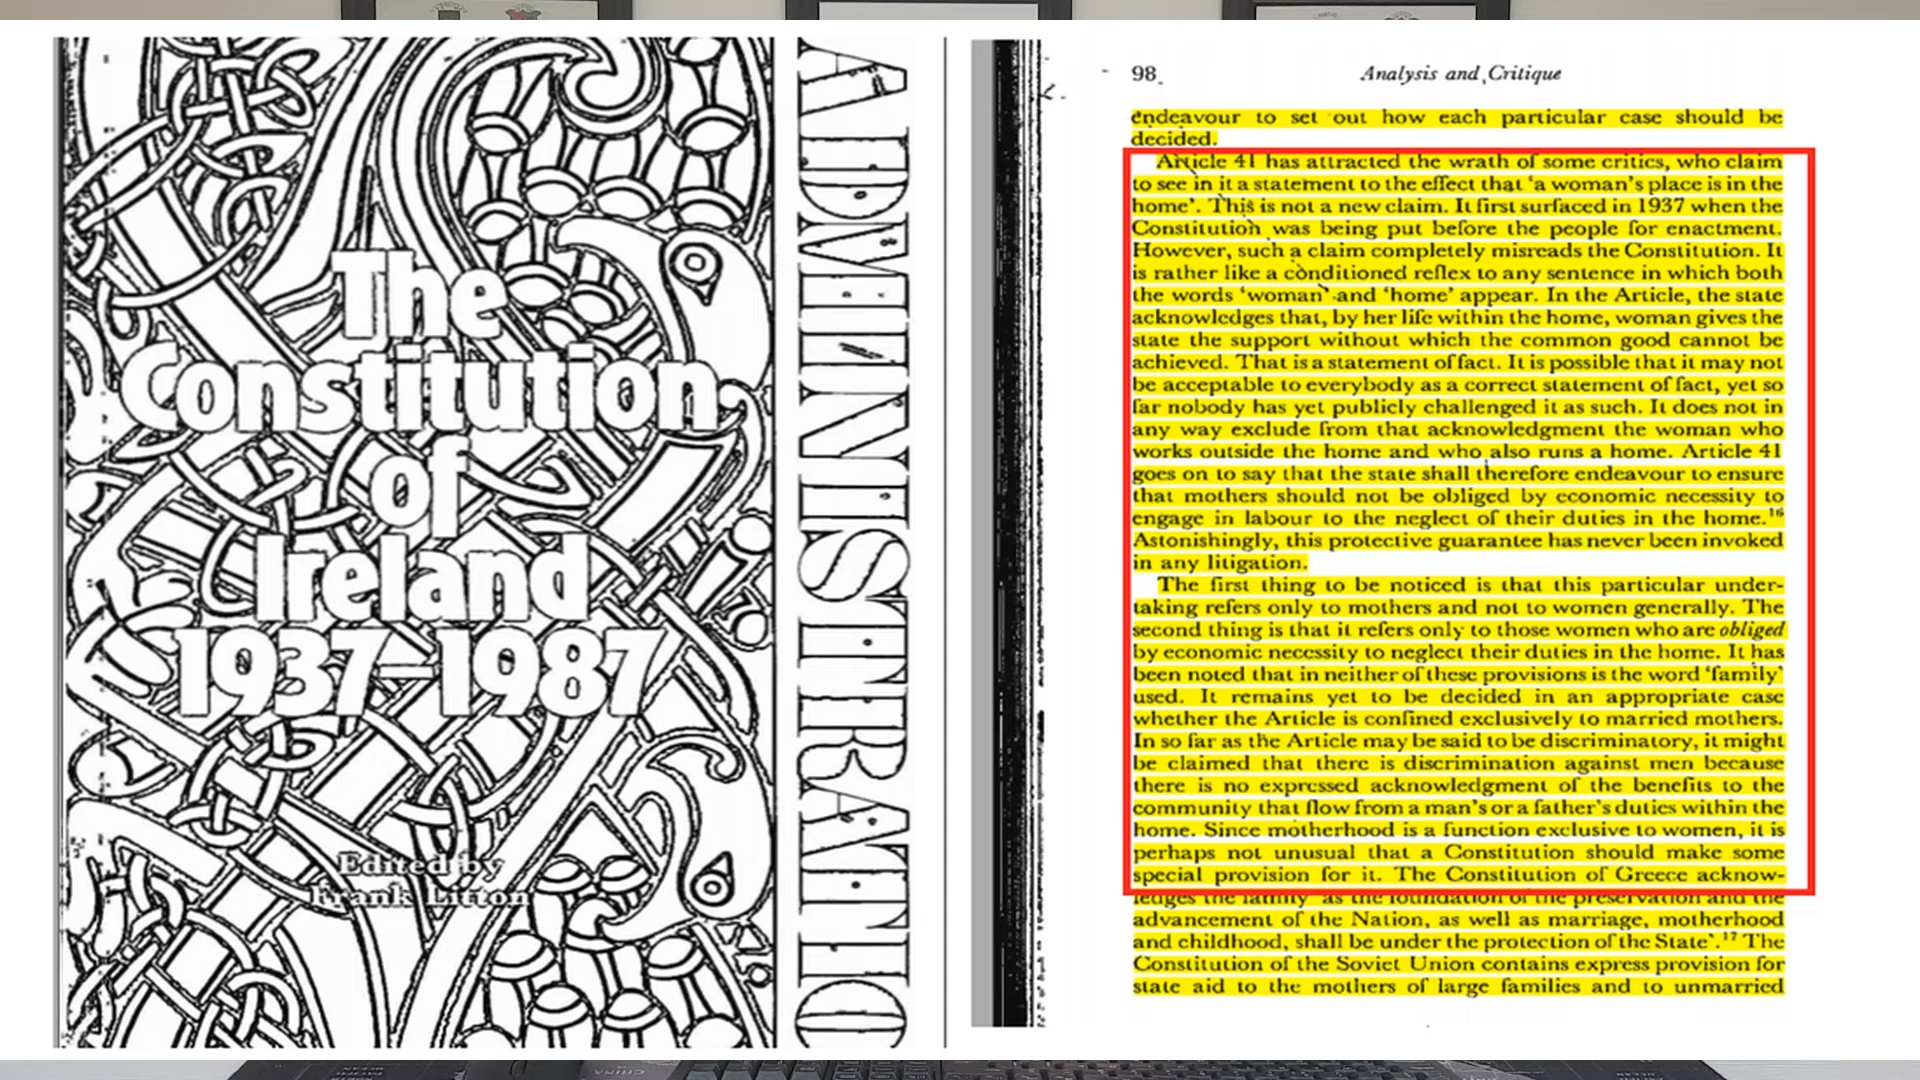 The
Constitution
of
Ireland
1937–1987
Edited by
Frank Litton
ADMINISTRATIO
98
Analysis and Critique
endeavour to set out how each particular case should be
decided.
Article 41 has attracted the wrath of some critics, who claim
to see in it a statement to the effect that ‘a woman’s place is in the
home’. This is not a new claim. It first surfaced in 1937 when the
Constitution was being put before the people for enactment.
However, such a claim completely misreads the Constitution. It
is rather like a conditioned reflex to any sentence in which both
the words ‘woman’ and ‘home’ appear. In the Article, the state
acknowledges that, by her life within the home, woman gives the
state the support without which the common good cannot be
achieved. That is a statement of fact. It is possible that it may not
be acceptable to everybody as a correct statement of fact, yet so
far nobody has yet publicly challenged it as such. It does not in
any way exclude from that acknowledgment the woman who
works outside the home and who also runs a home. Article 41
goes on to say that the state shall therefore endeavour to ensure
that mothers should not be obliged by economic necessity to
engage in labour to the neglect of their duties in the home.¹⁶
Astonishingly, this protective guarantee has never been invoked
in any litigation.
The first thing to be noticed is that this particular under-
taking refers only to mothers and not to women generally. The
second thing is that it refers only to those women who are obliged
by economic necessity to neglect their duties in the home. It has
been noted that in neither of these provisions is the word ‘family’
used. It remains yet to be decided in an appropriate case
whether the Article is confined exclusively to married mothers.
In so far as the Article may be said to be discriminatory, it might
be claimed that there is discrimination against men because
there is no expressed acknowledgment of the benefits to the
community that flow from a man’s or a father’s duties within the
home. Since motherhood is a function exclusive to women, it is
perhaps not unusual that a Constitution should make some
special provision for it. The Constitution of Greece acknow-
ledges the family ‘as the foundation of the preservation and the
advancement of the Nation, as well as marriage, motherhood
and childhood, shall be under the protection of the State’.¹⁷ The
Constitution of the Soviet Union contains express provision for
state aid to the mothers of large families and to unmarried